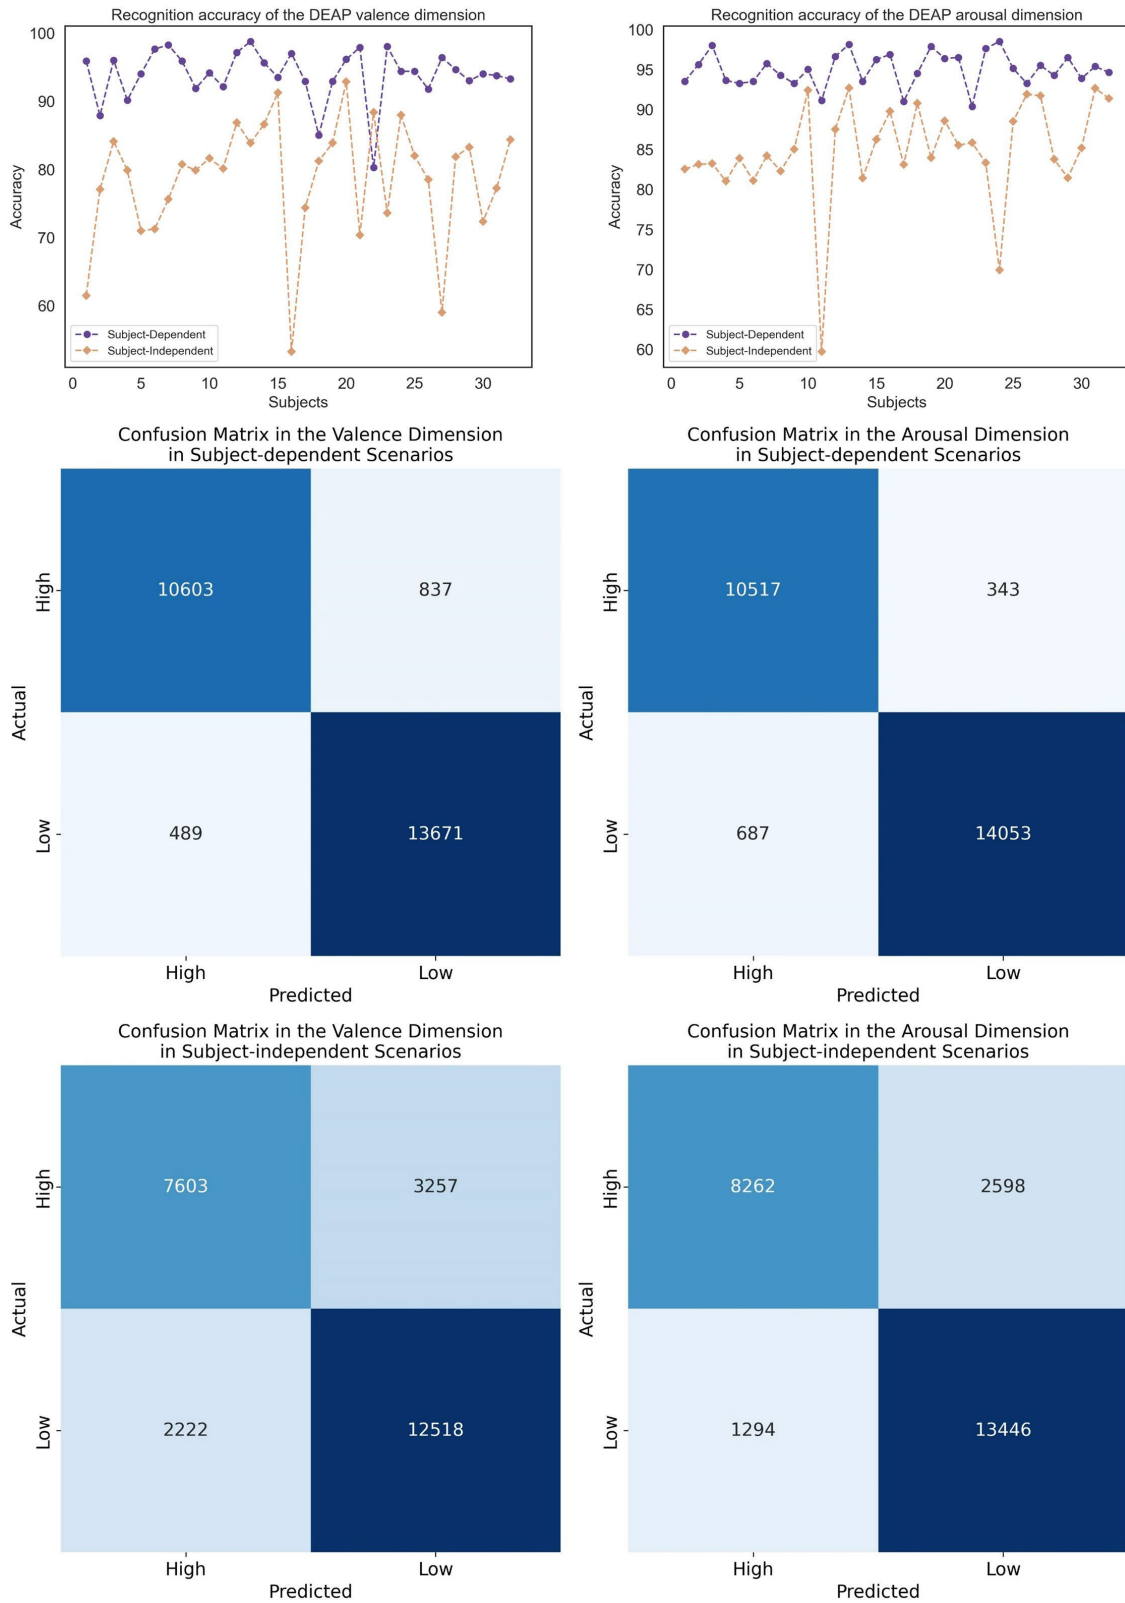 Recognition accuracy of the DEAP valence dimension
100
90
80
70
60
Accuracy
Subject-Dependent
Subject-Independent
0 5 10 15 20 25 30
Subjects
Recognition accuracy of the DEAP arousal dimension
100
95
90
85
80
75
70
65
60
Accuracy
Subject-Dependent
Subject-Independent
0 5 10 15 20 25 30
Subjects
Confusion Matrix in the Valence Dimension
in Subject-dependent Scenarios
Actual
High
10603 837
Low
489 13671
High Low
Predicted
Confusion Matrix in the Arousal Dimension
in Subject-dependent Scenarios
Actual
High
10517 343
Low
687 14053
High Low
Predicted
Confusion Matrix in the Valence Dimension
in Subject-independent Scenarios
Actual
High
7603 3257
Low
2222 12518
High Low
Predicted
Confusion Matrix in the Arousal Dimension
in Subject-independent Scenarios
Actual
High
8262 2598
Low
1294 13446
High Low
Predicted